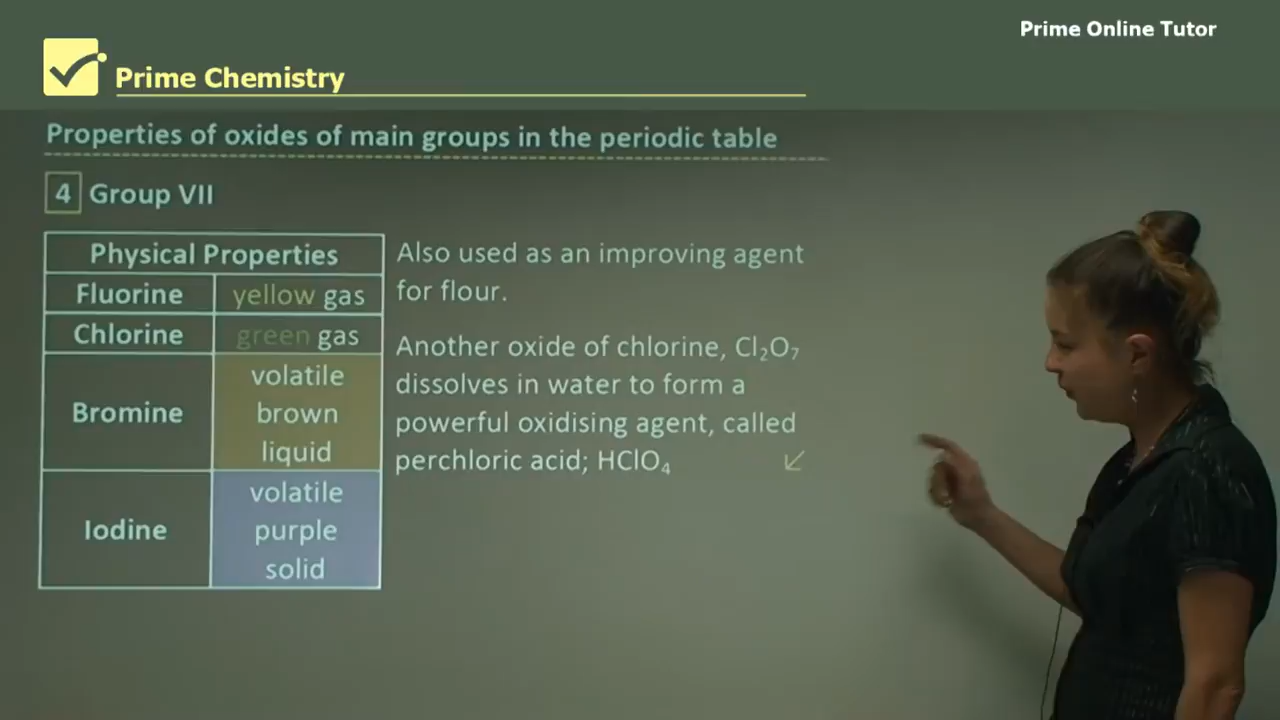 Prime Online Tutor
Prime Chemistry
Properties of oxides of main groups in the periodic table
4 Group VII
Physical Properties
Fluorine yellow gas
Chlorine green gas
Bromine volatile
brown
liquid
Iodine volatile
purple
solid
Also used as an improving agent
for flour.
Another oxide of chlorine, Cl₂O₇
dissolves in water to form a
powerful oxidising agent, called
perchloric acid; HClO₄